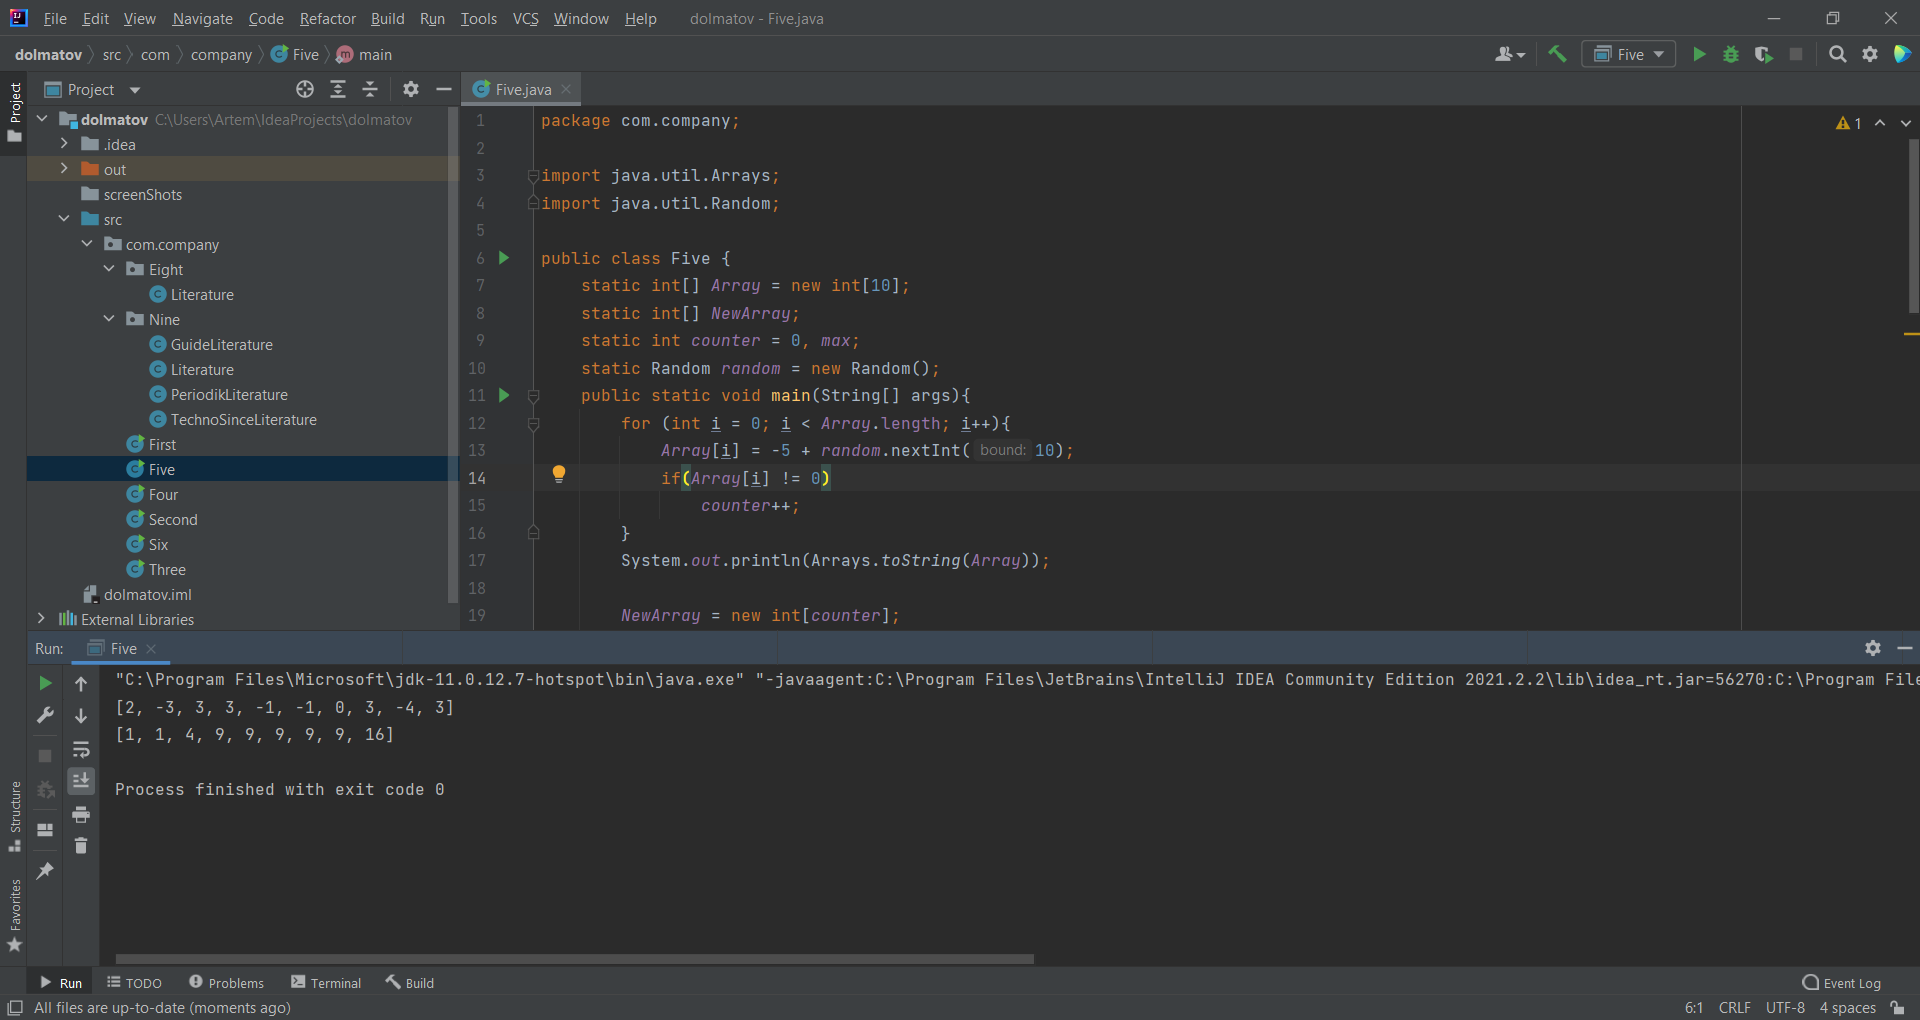 File Edit View Navigate Code Refactor Build Run Tools VCS Window Help dolmatov - Five.java
dolmatov src com company Five main
Five
Project
Project
dolmatov C:\Users\Artem\IdeaProjects\dolmatov
.idea
out
screenShots
src
com.company
Eight
Literature
Nine
GuideLiterature
Literature
PeriodikLiterature
TechnoSinceLiterature
First
Five
Four
Second
Six
Three
dolmatov.iml
External Libraries
Five.java
1 package com.company;
2
3 import java.util.Arrays;
4 import java.util.Random;
5
6 public class Five {
7 static int[] Array = new int[10];
8 static int[] NewArray;
9 static int counter = 0, max;
10 static Random random = new Random();
11 public static void main(String[] args){
12 for (int i = 0; i < Array.length; i++){
13 Array[i] = -5 + random.nextInt( bound: 10);
14 if(Array[i] != 0)
15 counter++;
16 }
17 System.out.println(Arrays.toString(Array));
18
19 NewArray = new int[counter];
1
Run: Five
"C:\Program Files\Microsoft\jdk-11.0.12.7-hotspot\bin\java.exe" "-javaagent:C:\Program Files\JetBrains\IntelliJ IDEA Community Edition 2021.2.2\lib\idea_rt.jar=56270:C:\Program File
[2, -3, 3, 3, -1, -1, 0, 3, -4, 3]
[1, 1, 4, 9, 9, 9, 9, 9, 16]
Process finished with exit code 0
Structure
Favorites
Run TODO Problems Terminal Build Event Log
All files are up-to-date (moments ago) 6:1 CRLF UTF-8 4 spaces